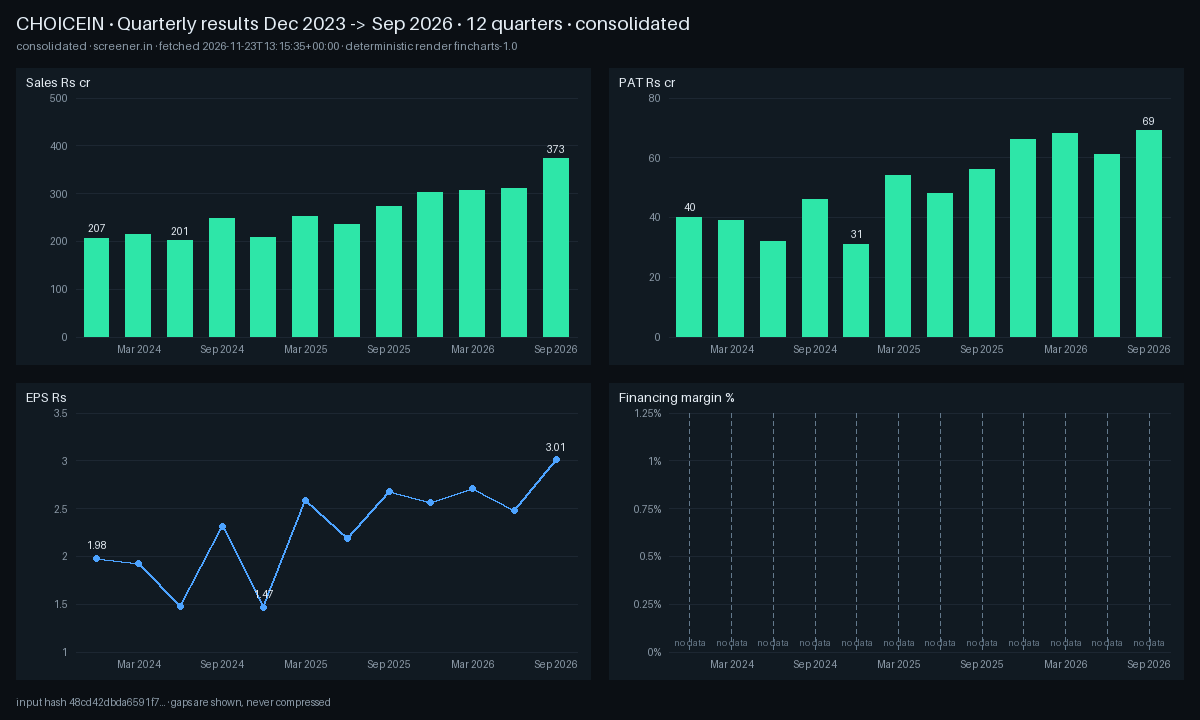 CHOICEIN · Quarterly results Dec 2023 -> Sep 2026 · 12 quarters · consolidated
consolidated · screener.in · fetched 2026-11-23T13:15:35+00:00 · deterministic render fincharts-1.0
Sales Rs cr
500
400
300
200
100
0
207
201
373
Mar 2024 Sep 2024 Mar 2025 Sep 2025 Mar 2026 Sep 2026
PAT Rs cr
80
60
40
20
0
40
31
69
Mar 2024 Sep 2024 Mar 2025 Sep 2025 Mar 2026 Sep 2026
EPS Rs
3.5
3
2.5
2
1.5
1
1.98
1.47
3.01
Mar 2024 Sep 2024 Mar 2025 Sep 2025 Mar 2026 Sep 2026
Financing margin %
1.25%
1%
0.75%
0.5%
0.25%
0%
no data no data no data no data no data no data no data no data no data no data no data no data
Mar 2024 Sep 2024 Mar 2025 Sep 2025 Mar 2026 Sep 2026
input hash 48cd42dbda6591f7... · gaps are shown, never compressed